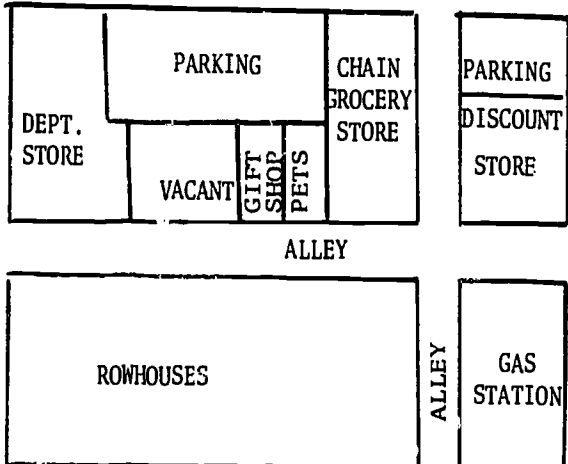 PARKING
CHAIN
GROCERY
STORE
PARKING
DEPT.
STORE
DISCOUNT
STORE
VACANT
GIFT
SHOP
PETS
ALLEY
ROWHOUSES
ALLEY
GAS
STATION